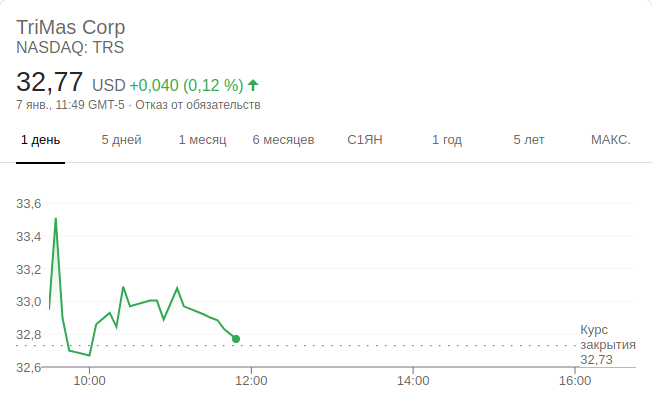 TriMas Corp
NASDAQ: TRS
32,77 USD +0,040 (0,12 %)
7 янв., 11:49 GMT-5 · Отказ от обязательств
1 день 5 дней 1 месяц 6 месяцев С1ЯН 1 год 5 лет МАКС.
33,6
33,4
33,2
33,0
32,8
32,6
Курс
закрытия
32,73
10:00 12:00 14:00 16:00